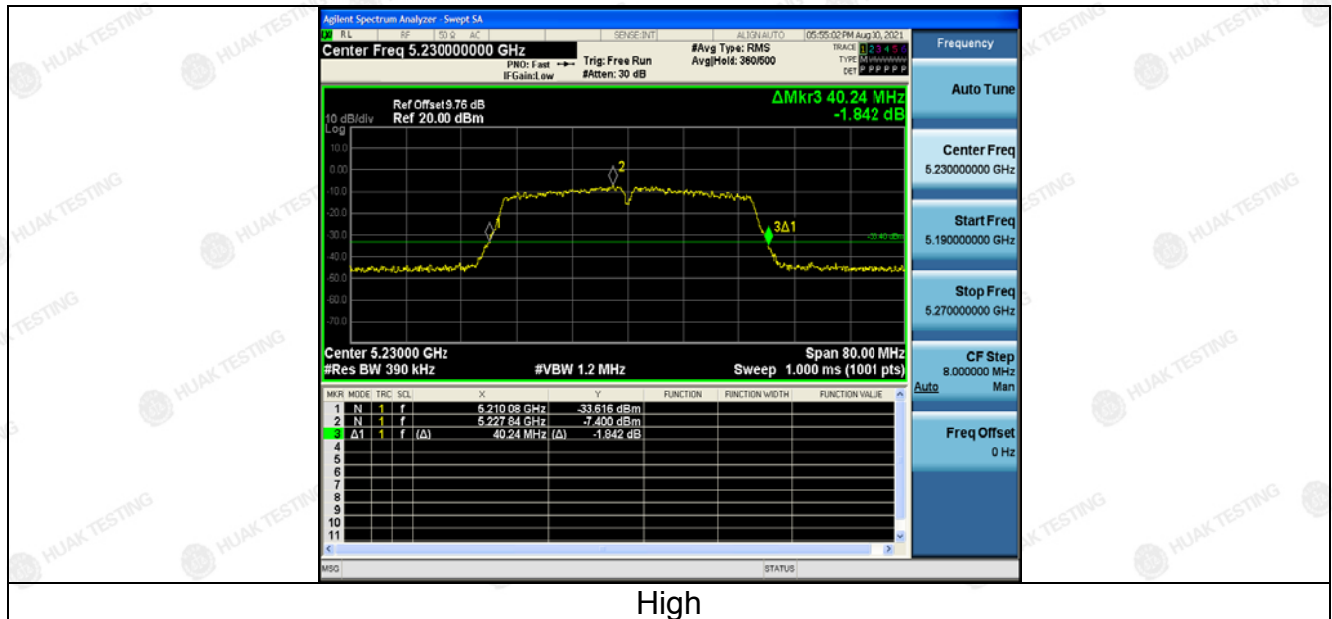 Agilent Spectrum Analyzer - Swept SA
RL RF 50 Ω AC SENSE:INT ALIGN AUTO 05:55:02 PM Aug 30, 2021
Center Freq 5.230000000 GHz
PNO: Fast
IFGain:Low
Trig: Free Run
#Atten: 30 dB
#Avg Type: RMS
Avg|Hold: 360/500
TRACE 1 2 3 4 5 6
TYPE M
DET P P P P P P
Frequency
Auto Tune
Center Freq
5.230000000 GHz
Start Freq
5.190000000 GHz
Stop Freq
5.270000000 GHz
CF Step
8.000000 MHz
Auto Man
Freq Offset
0 Hz
ΔMkr3 40.24 MHz
-1.842 dB
Ref Offset 9.76 dB
Ref 20.00 dBm
10 dB/div
Log
10.0
0.00
-10.0
-20.0
-30.0
-40.0
-50.0
-60.0
-70.0
2
3Δ1
-33.40 dBm
Center 5.23000 GHz Span 80.00 MHz
#Res BW 390 kHz #VBW 1.2 MHz Sweep 1.000 ms (1001 pts)
MKR MODE TRC SCL X Y FUNCTION FUNCTION WIDTH FUNCTION VALUE
1 N 1 f 5.210 08 GHz -33.616 dBm
2 N 1 f 5.227 84 GHz -7.400 dBm
3 Δ1 1 f (Δ) 40.24 MHz (Δ) -1.842 dB
4
5
6
7
8
9
10
11
MSG STATUS
High
HUAK TESTING